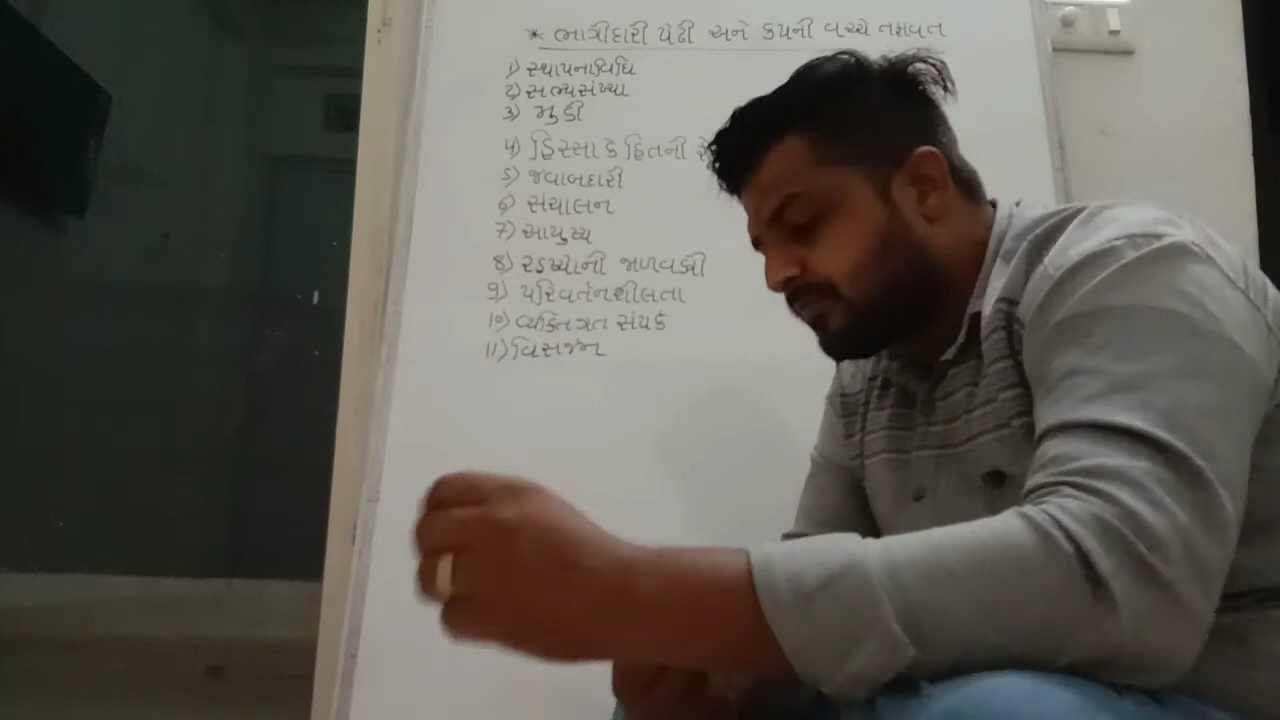 * ભાગીદારી પેઢી અને કંપની વચ્ચે તફાવત
1) સ્થાપનાવિધિ
2) સભ્યસંખ્યા
3) મુડી
4) હિસ્સા કે હિતની
5) જવાબદારી
6) સંચાલન
7) આયુષ્ય
8) રહસ્યોની જાળવણી
9) પરિવર્તનશીલતા
10) વ્યક્તિગત સંપર્ક
11) વિસર્જન